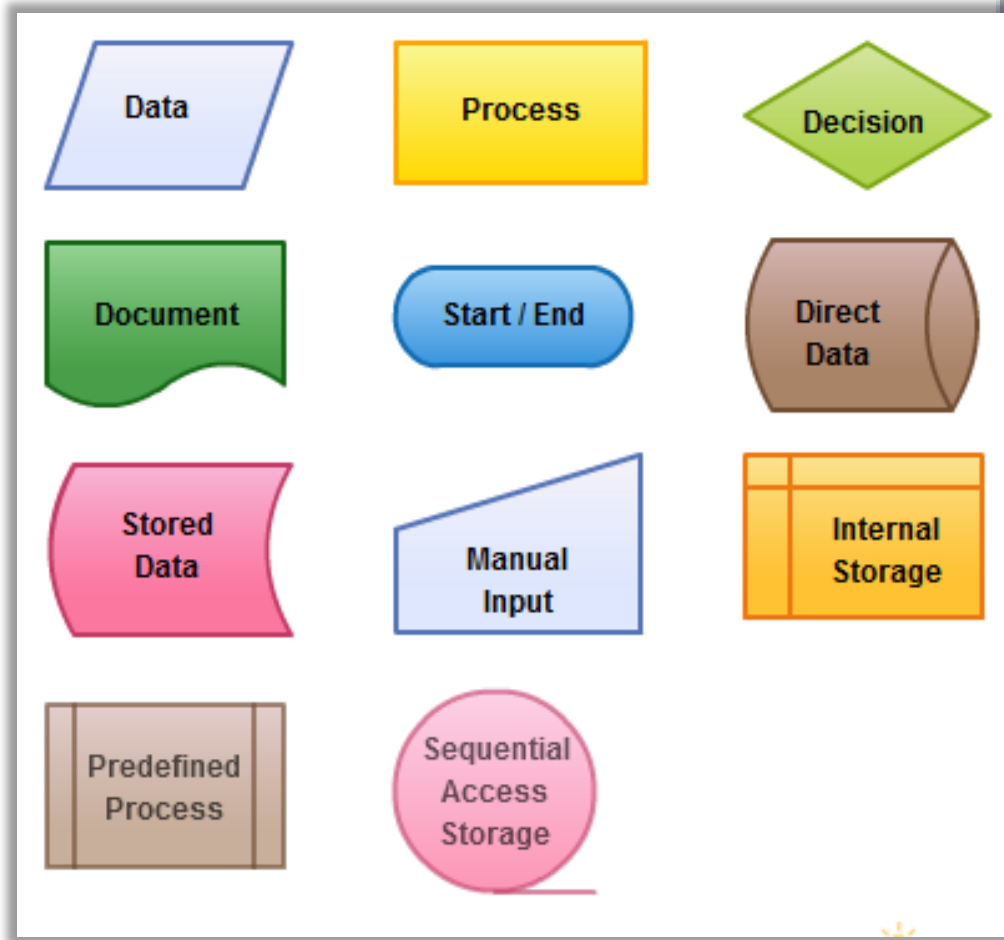 Data
Process
Decision
Document
Start / End
Direct
Data
Stored
Data
Manual
Input
Internal
Storage
Predefined
Process
Sequential
Access
Storage